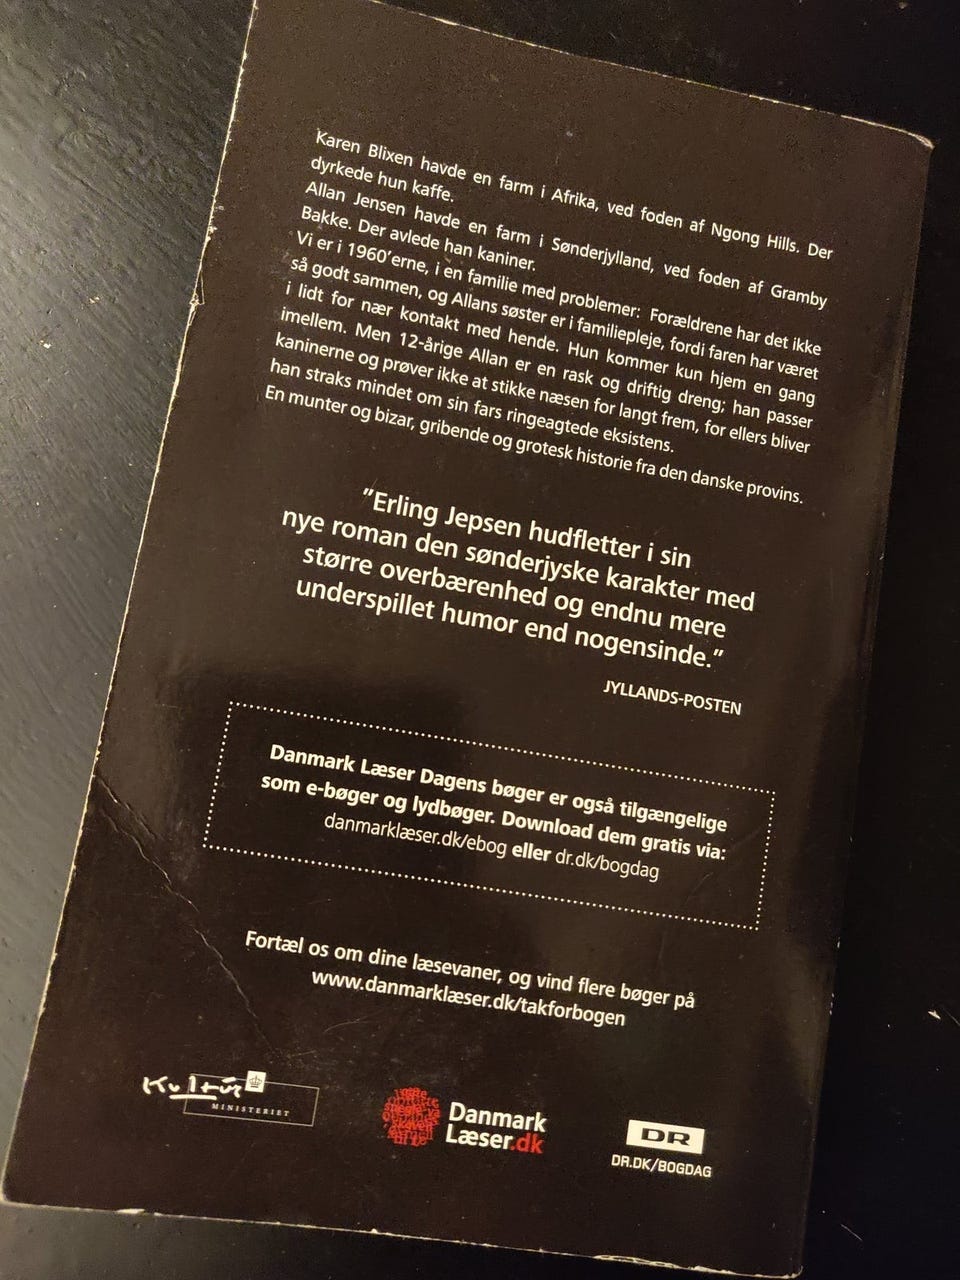 Karen Blixen havde en farm i Afrika, ved foden af Ngong Hills. Der
dyrkede hun kaffe.
Allan Jensen havde en farm i Sønderjylland, ved foden af Gramby
Bakke. Der avlede han kaniner.
Vi er i 1960'erne, i en familie med problemer: Forældrene har det ikke
så godt sammen, og Allans søster er i familiepleje, fordi faren har været
i lidt for nær kontakt med hende. Hun kommer kun hjem en gang
imellem. Men 12-årige Allan er en rask og driftig dreng; han passer
kaninerne og prøver ikke at stikke næsen for langt frem, for ellers bliver
han straks mindet om sin fars ringeagtede eksistens.
En munter og bizar, gribende og grotesk historie fra den danske provins.
"Erling Jepsen hudfletter i sin
nye roman den sønderjyske karakter med
større overbærenhed og endnu mere
underspillet humor end nogensinde."
JYLLANDS-POSTEN
Danmark Læser Dagens bøger er også tilgængelige
som e-bøger og lydbøger. Download dem gratis via:
danmarklæser.dk/ebog eller dr.dk/bogdag
Fortæl os om dine læsevaner, og vind flere bøger på
www.danmarklæser.dk/takforbogen
Kultur
MINISTERIET
Danmark
Læser.dk
DR
DR.DK/BOGDAG